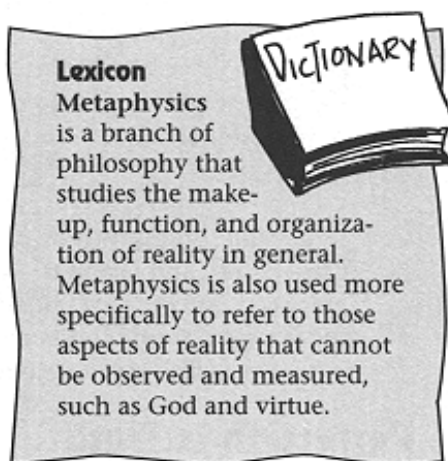 DICTIONARY
Lexicon
Metaphysics
is a branch of
philosophy that
studies the make-
up, function, and organiza-
tion of reality in general.
Metaphysics is also used more
specifically to refer to those
aspects of reality that cannot
be observed and measured,
such as God and virtue.